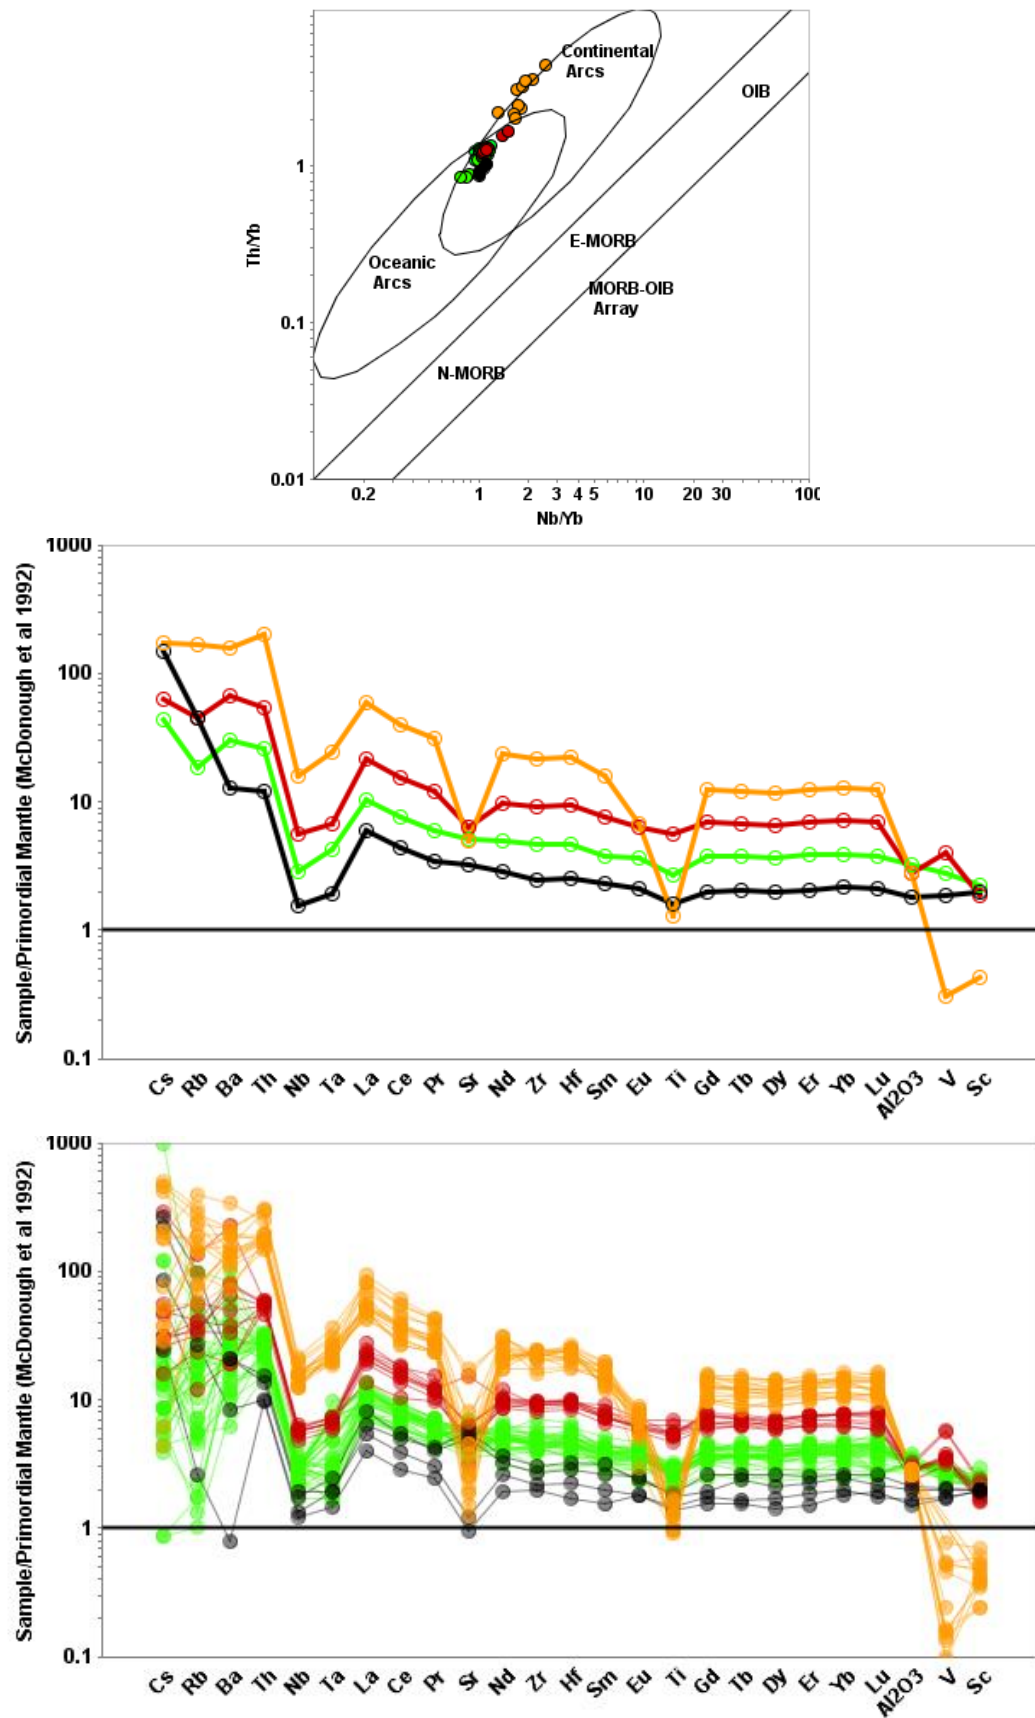 Continental
Arcs
OIB
1
Th/Yb
E-MORB
Oceanic
Arcs
MORB-OIB
Array
0.1
N-MORB
0.01
0.2 1 2 3 4 5 10 20 30 100
Nb/Yb
1000
Sample/Primordial Mantle (McDonough et al 1992)
100
10
1
0.1
Cs Rb Ba Th Nb Ta La Ce Pr Sr Nd Zr Hf Sm Eu Ti Gd Tb Dy Er Yb Lu Al2O3 V Sc
1000
Sample/Primordial Mantle (McDonough et al 1992)
100
10
1
0.1
Cs Rb Ba Th Nb Ta La Ce Pr Sr Nd Zr Hf Sm Eu Ti Gd Tb Dy Er Yb Lu Al2O3 V Sc